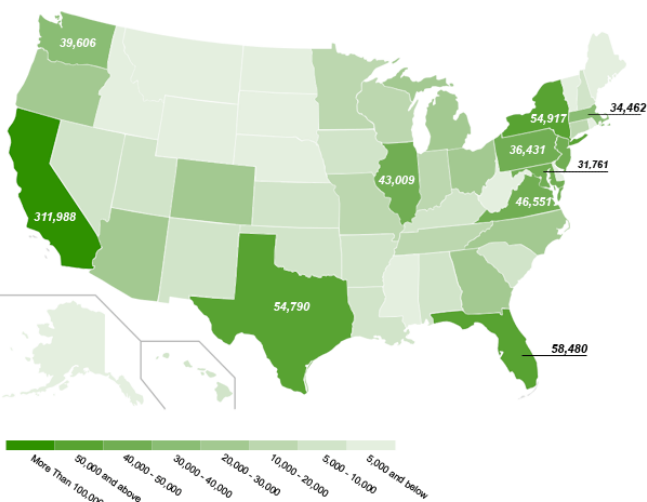 39,606
34,462
54,917
36,431
31,761
43,009
46,551
311,988
54,790
58,480
More Than 100,000
50,000 and above
40,000 - 50,000
30,000 - 40,000
20,000 - 30,000
10,000 - 20,000
5.000 - 10,000
5.000 and below